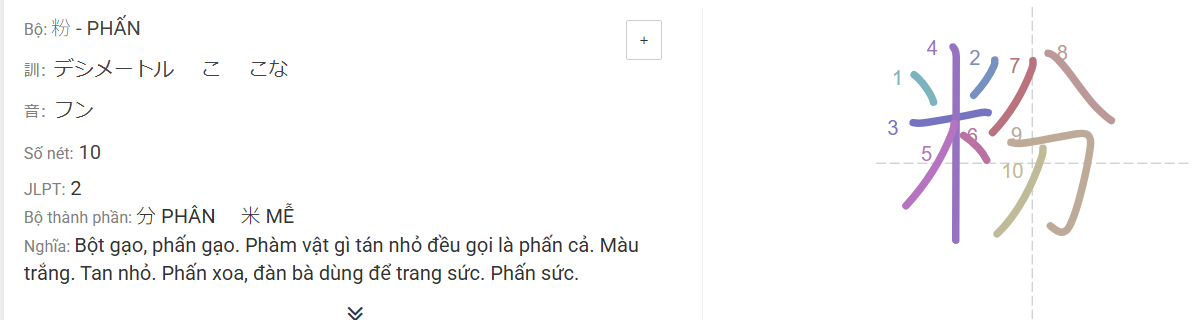 Bộ: 粉 - PHẤN
+
訓: デシメートル こ こな
音: フン
Số nét: 10
JLPT: 2
Bộ thành phần: 分 PHÂN 米 MỄ
Nghĩa: Bột gạo, phấn gạo. Phàm vật gì tán nhỏ đều gọi là phấn cả. Màu
trắng. Tan nhỏ. Phấn xoa, đàn bà dùng để trang sức. Phấn sức.
粉
1
2
3
4
5
6
7
8
9
10